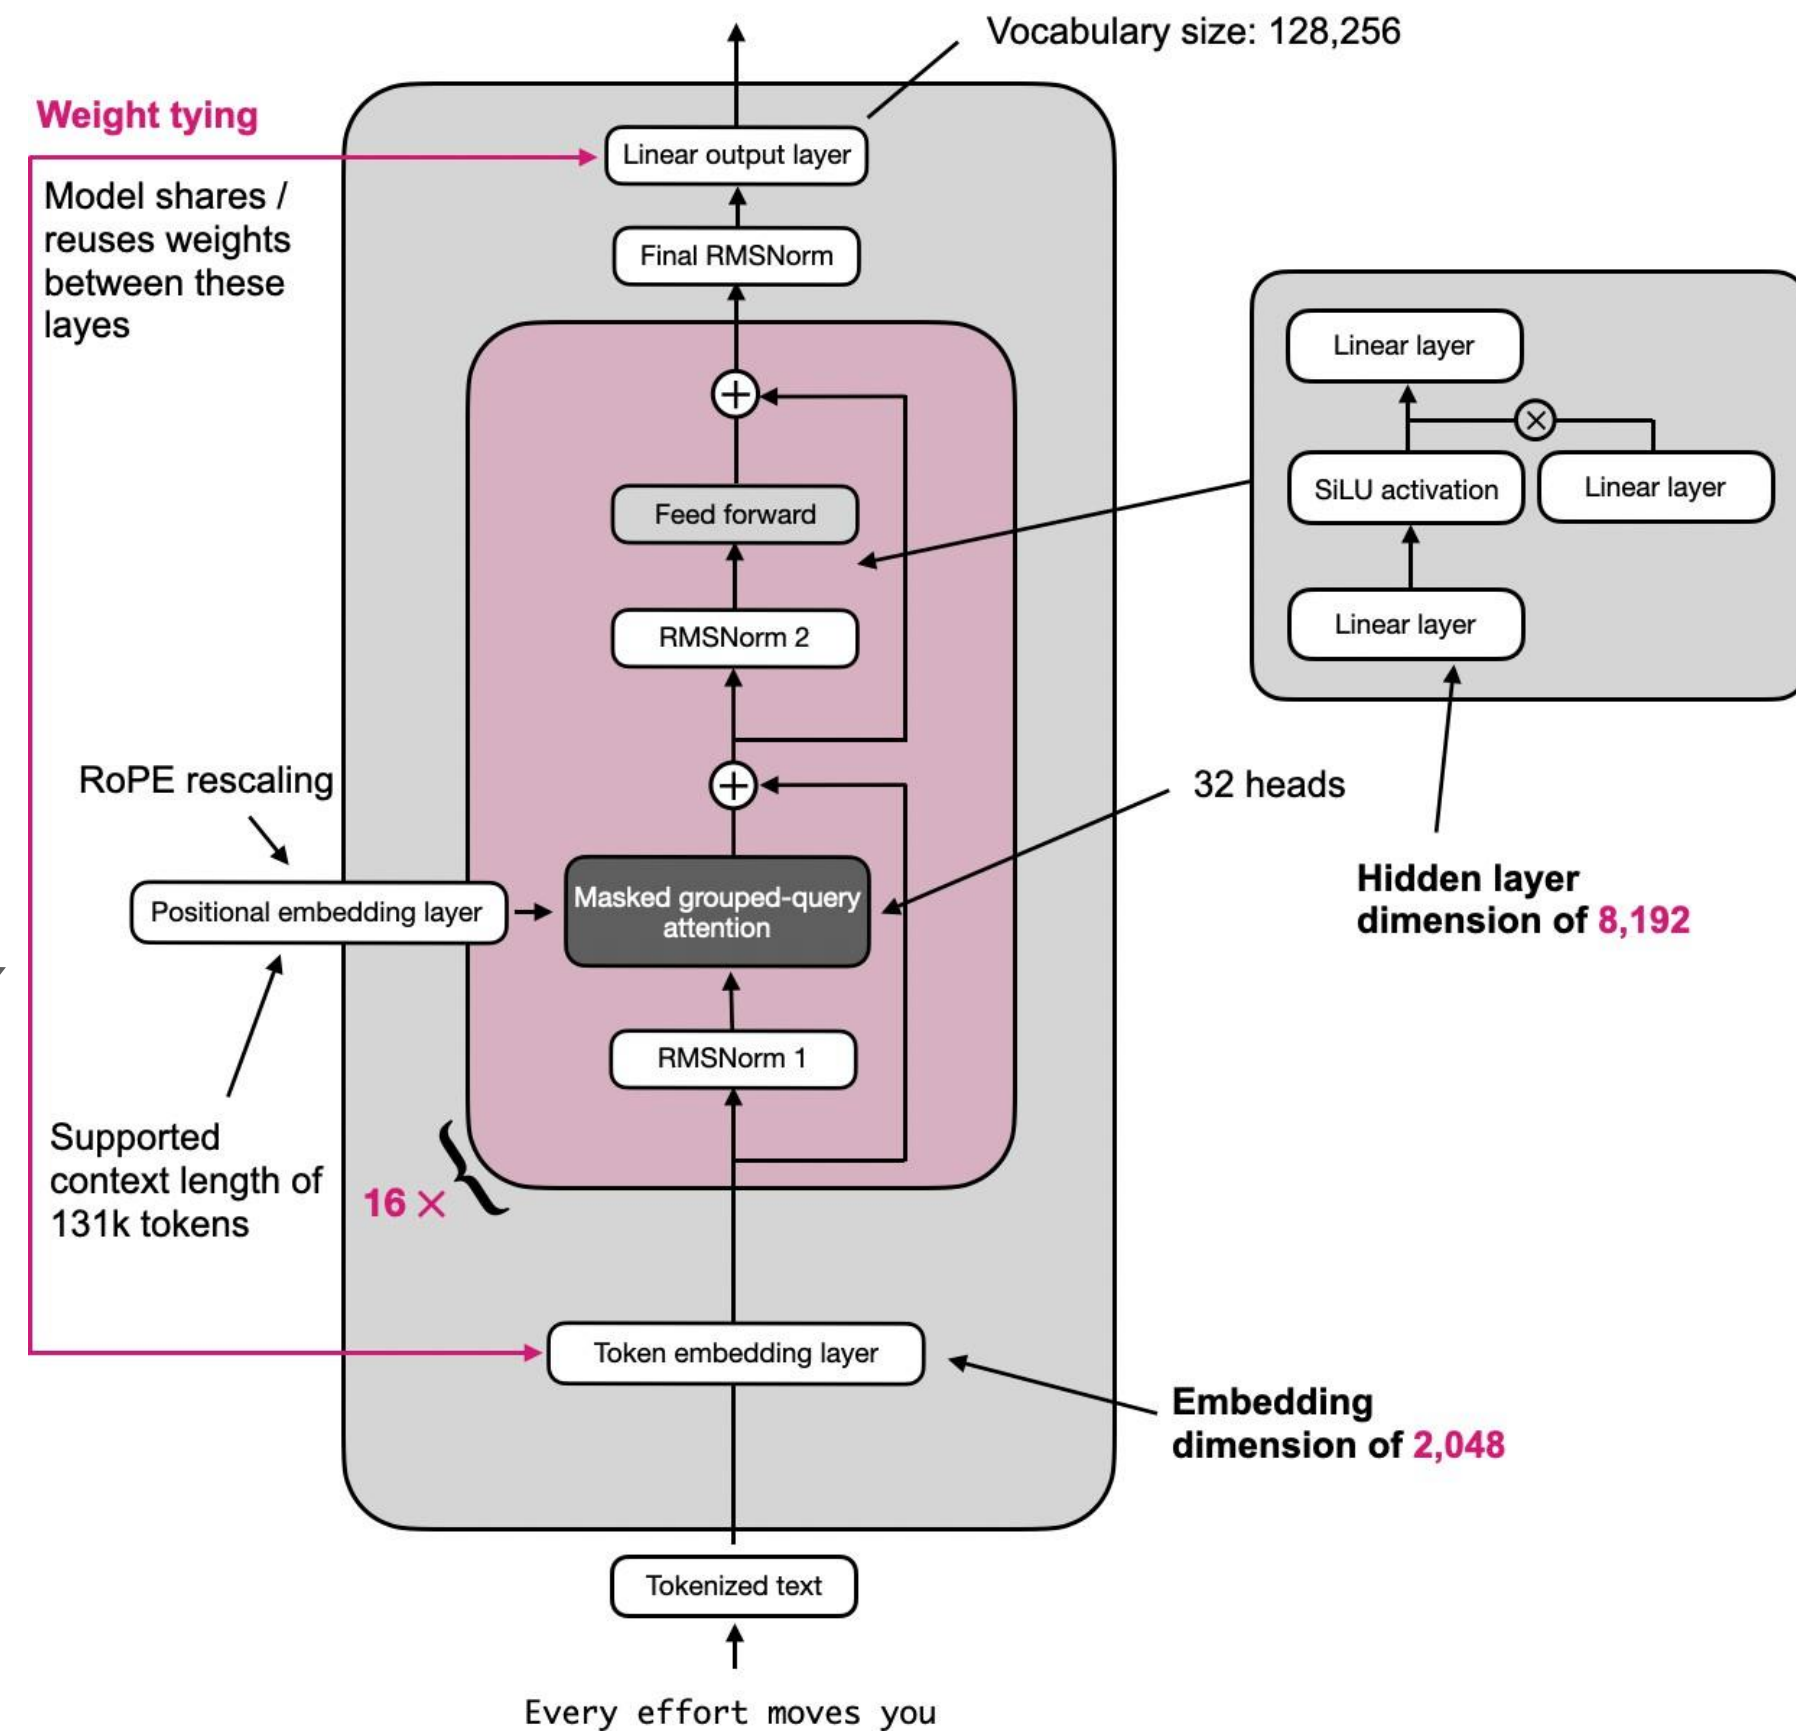 Vocabulary size: 128,256
Weight tying
Model shares /
reuses weights
between these
layes
Linear output layer
Final RMSNorm
Feed forward
RMSNorm 2
Linear layer
SiLU activation
Linear layer
Linear layer
RoPE rescaling
32 heads
Positional embedding layer
Masked grouped-query
attention
Hidden layer
dimension of 8,192
RMSNorm 1
Supported
context length of
131k tokens
16 ×
Token embedding layer
Embedding
dimension of 2,048
Tokenized text
Every effort moves you